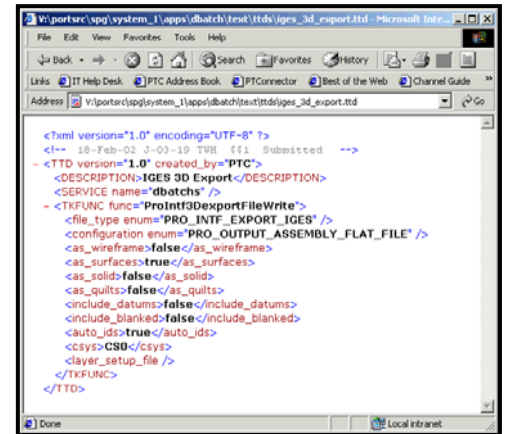 V:\portsrc\spg\system_1\apps\dbatch\text\ttds\iges_3d_export.ttd - Microsoft Inte...
File Edit View Favorites Tools Help
Back Search Favorites History
Links IT Help Desk PTC Address Book PTConnector Best of the Web Channel Guide »
Address V:\portsrc\spg\system_1\apps\dbatch\text\ttds\iges_3d_export.ttd Go
<?xml version="1.0" encoding="UTF-8" ?>
<!-- 18-Feb-02 J-03-19 TWH $$1 Submitted -->
- <TTD version="1.0" created_by="PTC">
<DESCRIPTION>IGES 3D Export</DESCRIPTION>
<SERVICE name="dbatchs" />
- <TKFUNC func="ProIntf3DexportFileWrite">
<file_type enum="PRO_INTF_EXPORT_IGES" />
<configuration enum="PRO_OUTPUT_ASSEMBLY_FLAT_FILE" />
<as_wireframe>false</as_wireframe>
<as_surfaces>true</as_surfaces>
<as_solid>false</as_solid>
<as_quilts>false</as_quilts>
<include_datums>false</include_datums>
<include_blanked>false</include_blanked>
<auto_ids>true</auto_ids>
<csys>CS0</csys>
<layer_setup_file />
</TKFUNC>
</TTD>
Done Local intranet